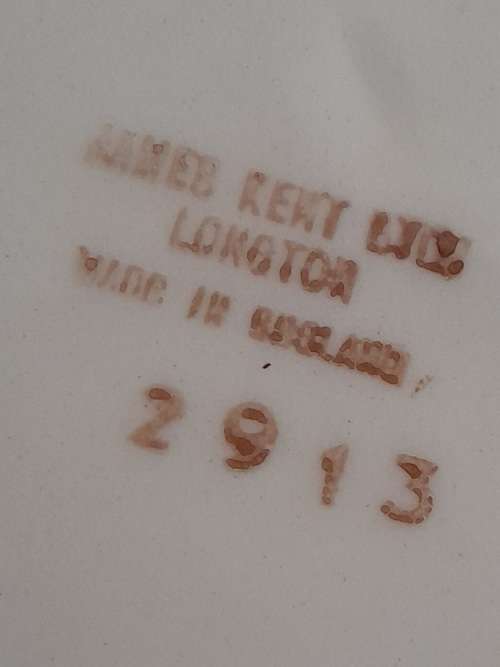 JAMES KENT LTD.
LONGTON
MADE IN ENGLAND
2913